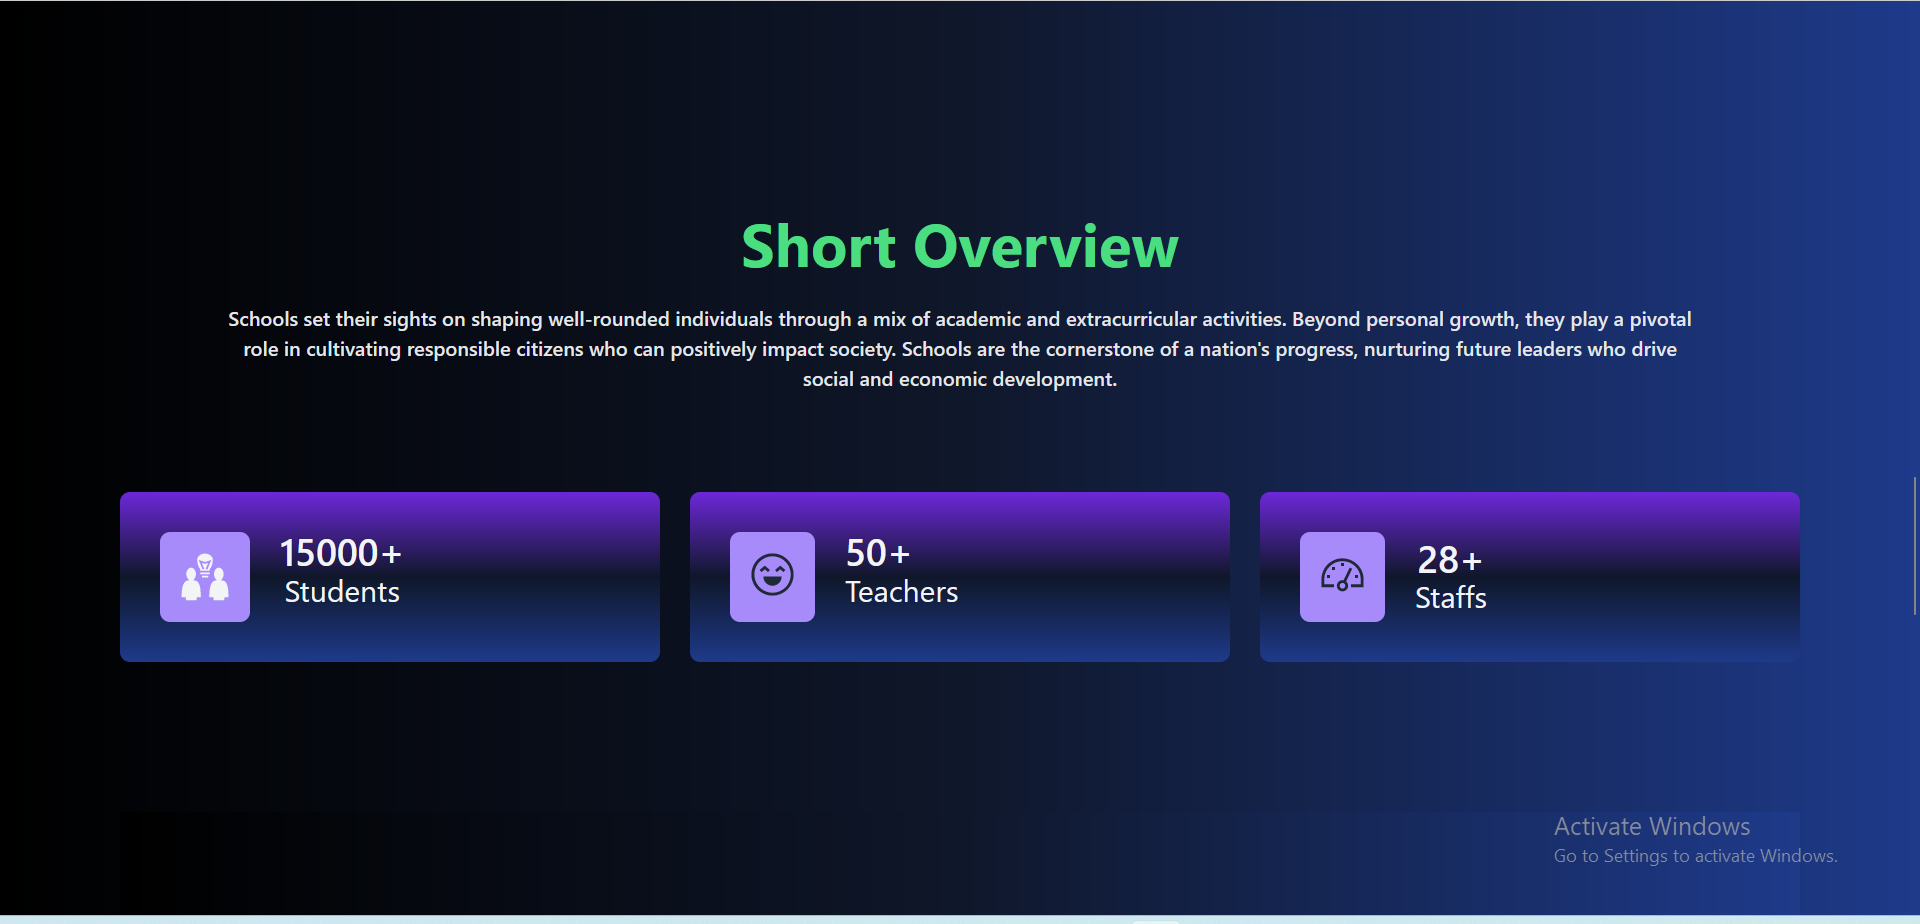 Short Overview
Schools set their sights on shaping well-rounded individuals through a mix of academic and extracurricular activities. Beyond personal growth, they play a pivotal
role in cultivating responsible citizens who can positively impact society. Schools are the cornerstone of a nation's progress, nurturing future leaders who drive
social and economic development.
15000+
Students
50+
Teachers
28+
Staffs
Activate Windows
Go to Settings to activate Windows.